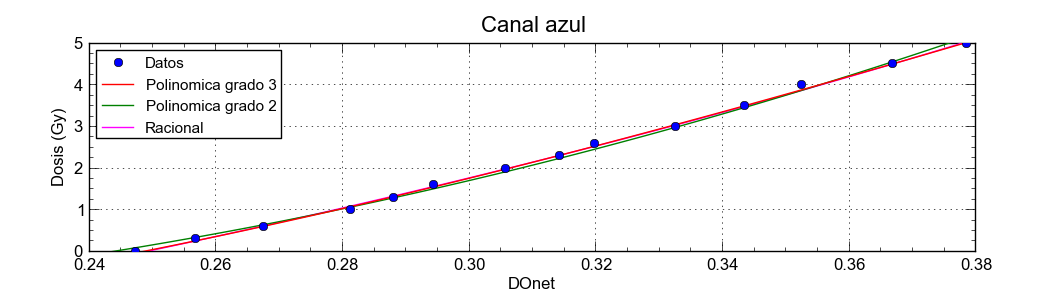 Canal azul
Datos
Polinomica grado 3
Polinomica grado 2
Racional
Dosis (Gy)
5
4
3
2
1
0
0.24 0.26 0.28 0.30 0.32 0.34 0.36 0.38
DOnet